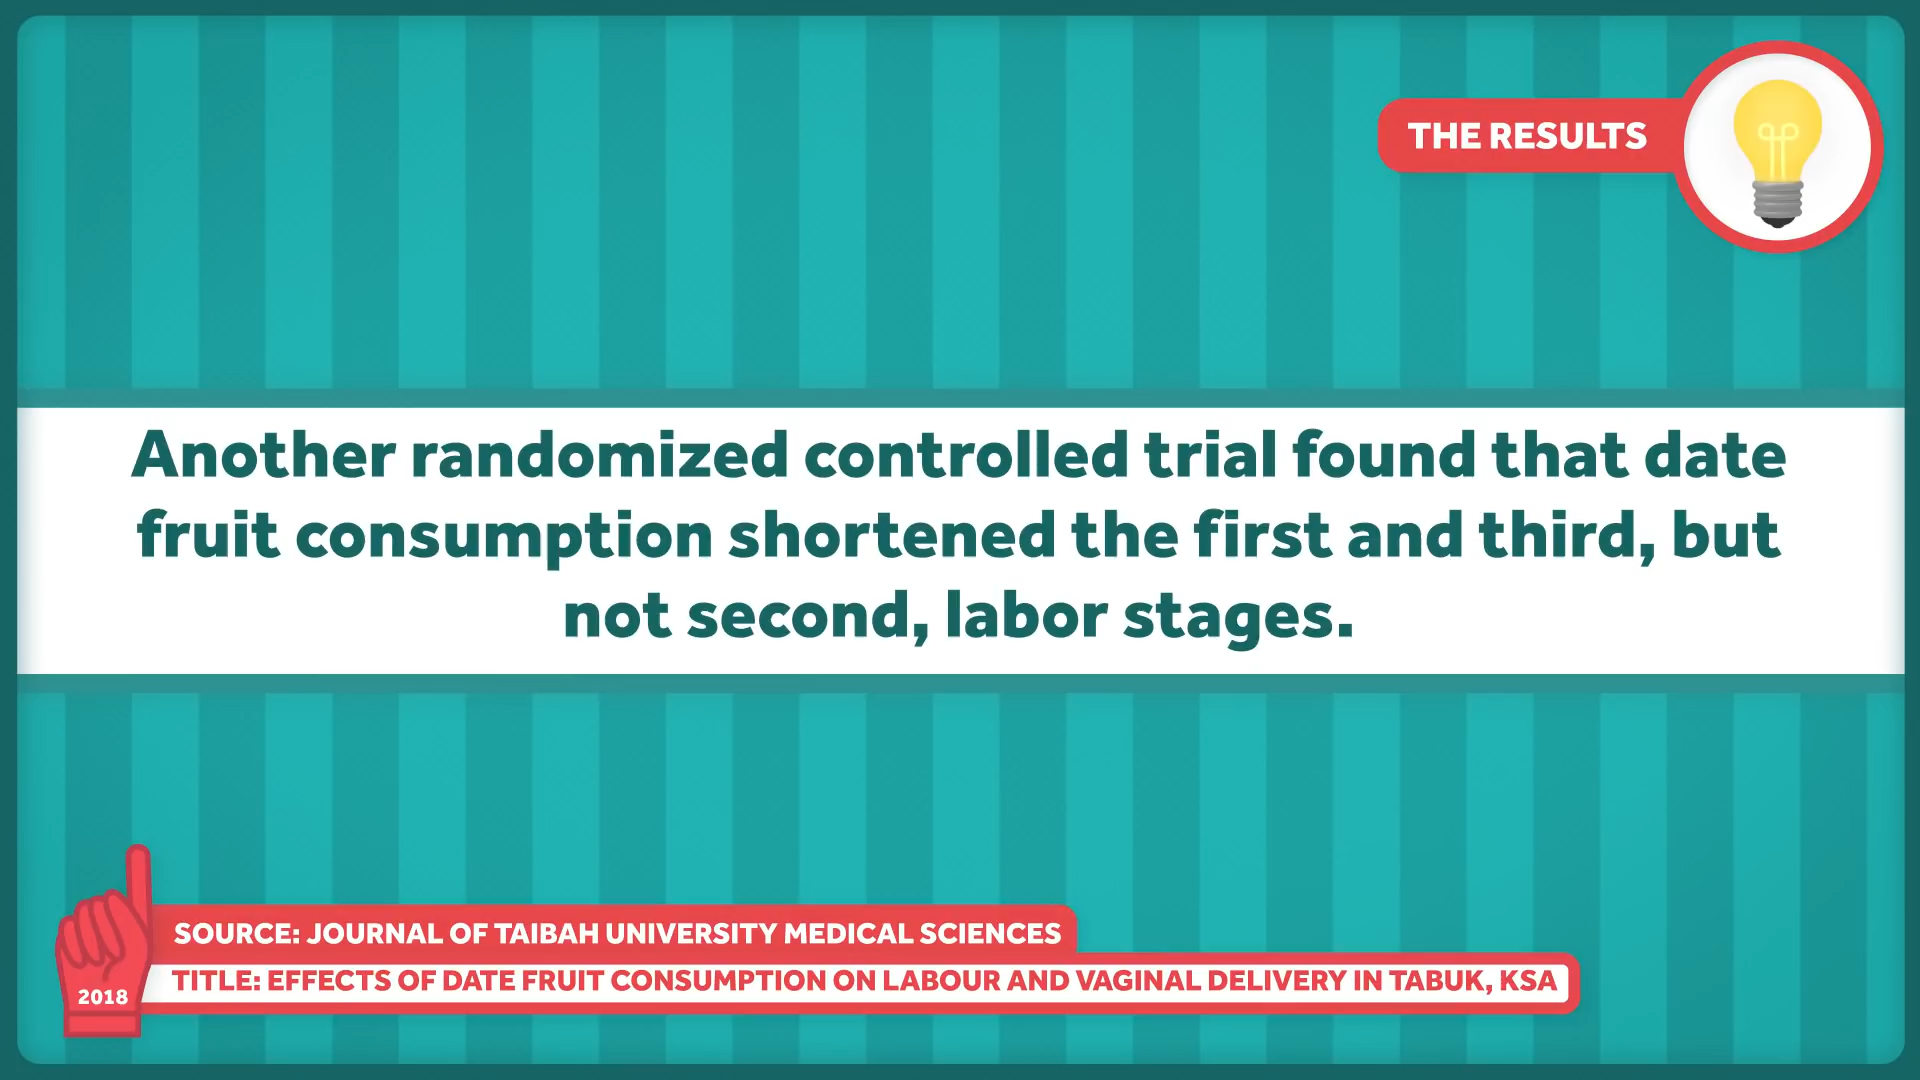 THE RESULTS
Another randomized controlled trial found that date
fruit consumption shortened the first and third, but
not second, labor stages.
SOURCE: JOURNAL OF TAIBAH UNIVERSITY MEDICAL SCIENCES
TITLE: EFFECTS OF DATE FRUIT CONSUMPTION ON LABOUR AND VAGINAL DELIVERY IN TABUK, KSA
2018